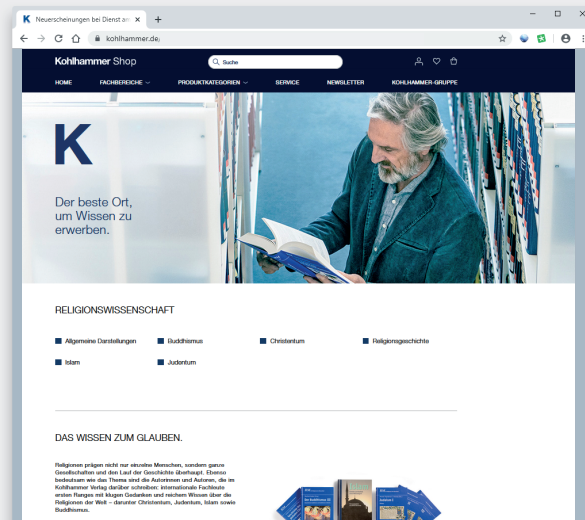 K Neuerscheinungen bei Dienst an
kohlhammer.de/
Kohlhammer Shop
Suche
HOME FACHBEREICHE PRODUKTKATEGORIEN SERVICE NEWSLETTER KOHLHAMMER-GRUPPE
K
Der beste Ort,
um Wissen zu
erwerben.
RELIGIONSWISSENSCHAFT
Allgemeine Darstellungen Buddhismus Christentum Religionsgeschichte
Islam Judentum
DAS WISSEN ZUM GLAUBEN.
Religionen prägen nicht nur einzelne Menschen, sondern ganze
Gesellschaften und den Lauf der Geschichte überhaupt. Ebenso
bedeutsam wie das Thema sind die Autorinnen und Autoren, die im
Kohlhammer Verlag darüber schreiben: internationale Fachleute
ersten Ranges mit klugen Gedanken und reichem Wissen über die
Religionen der Welt – darunter Christentum, Judentum, Islam sowie
Buddhismus.